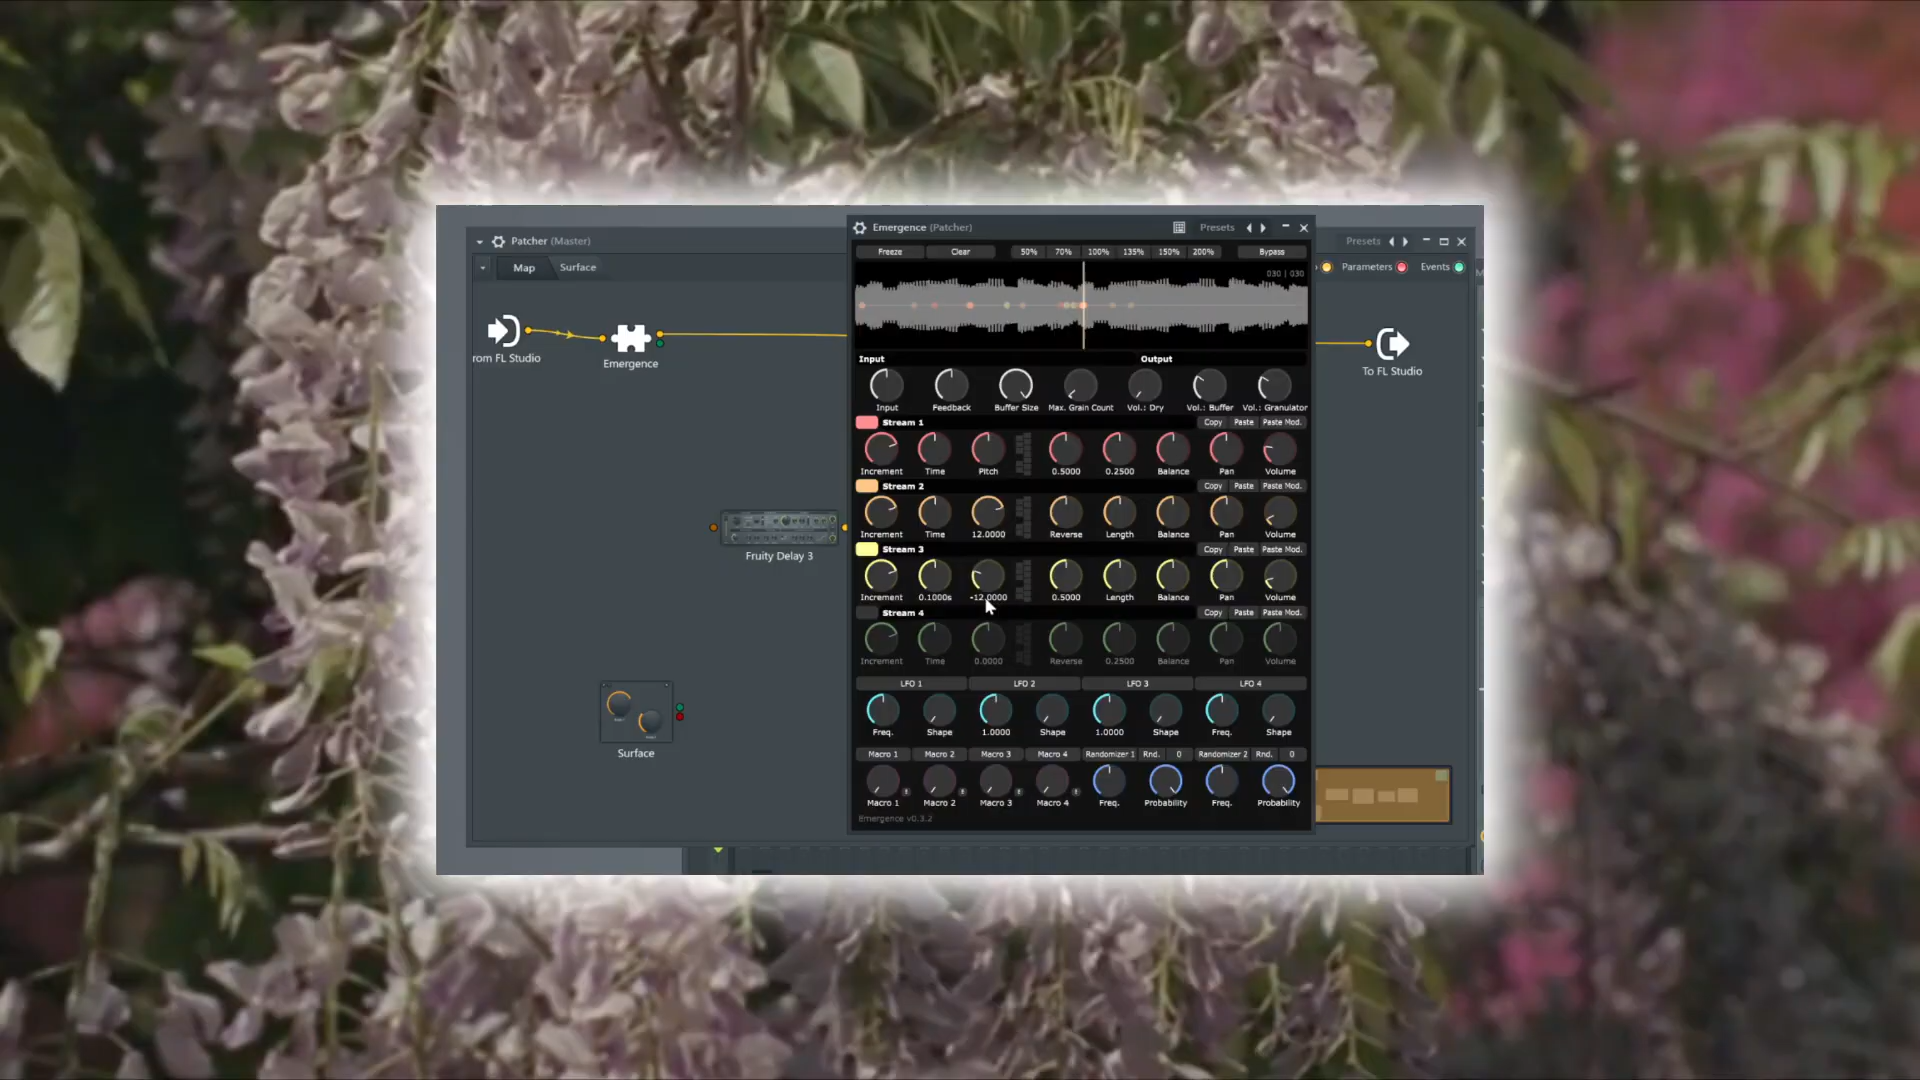 Patcher (Master)
Presets
Map
Surface
Parameters
Events
rom FL Studio
Emergence
To FL Studio
Fruity Delay 3
Surface
Emergence (Patcher)
Presets
Freeze Clear 50% 70% 100% 135% 150% 200% Bypass
030 | 030
Input Output
Input Feedback Buffer Size Max. Grain Count Vol.: Dry Vol.: Buffer Vol.: Granulator
Stream 1 Copy Paste Paste Mod.
Increment Time Pitch 0.5000 0.2500 Balance Pan Volume
Stream 2 Copy Paste Paste Mod.
Increment Time 12.0000 Reverse Length Balance Pan Volume
Stream 3 Copy Paste Paste Mod.
Increment 0.1000s -12.0000 0.5000 Length Balance Pan Volume
Stream 4 Copy Paste Paste Mod.
Increment Time 0.0000 Reverse 0.2500 Balance Pan Volume
LFO 1 LFO 2 LFO 3 LFO 4
Freq. Shape 1.0000 Shape 1.0000 Shape Freq. Shape
Macro 1 Macro 2 Macro 3 Macro 4 Randomizer 1 Rnd. 0 Randomizer 2 Rnd. 0
Macro 1 Macro 2 Macro 3 Macro 4 Freq. Probability Freq. Probability
Emergence v0.3.2